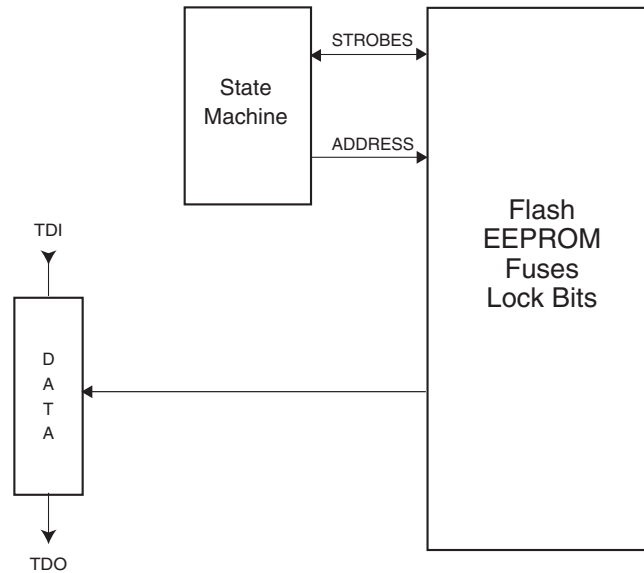 STROBES
State
Machine
ADDRESS
Flash
EEPROM
Fuses
Lock Bits
TDI
D
A
T
A
TDO